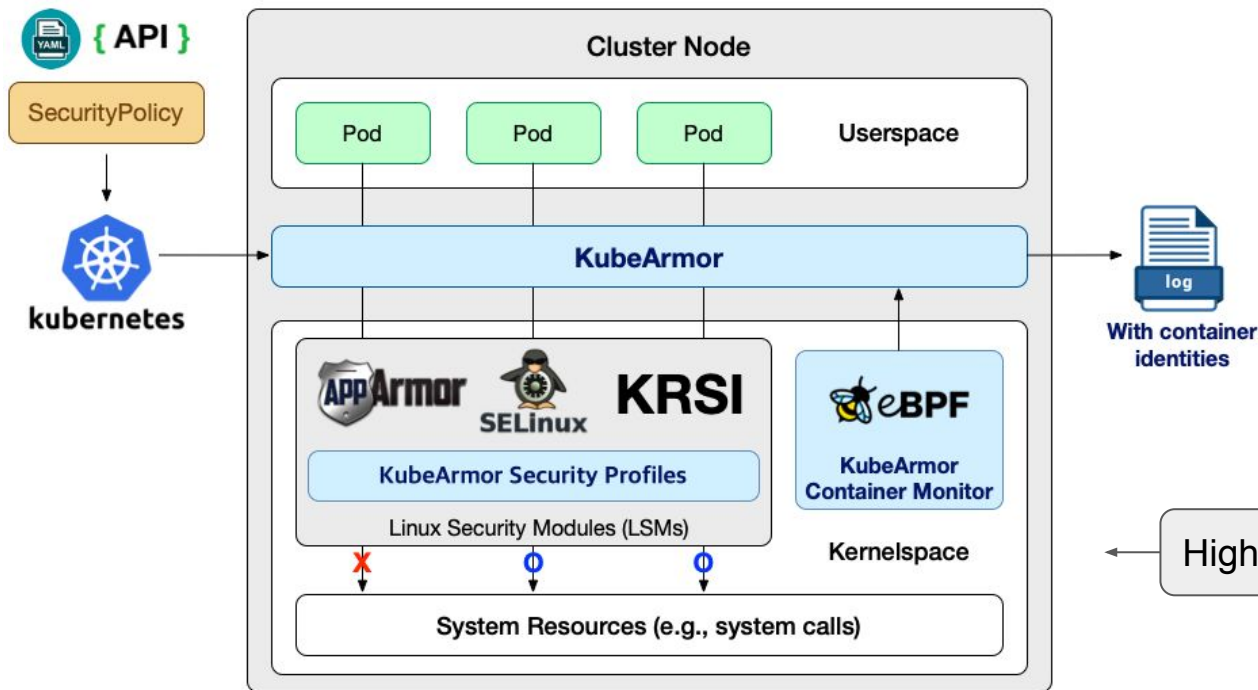 YAML
{ API }
SecurityPolicy
kubernetes
Cluster Node
Pod
Pod
Pod
Userspace
KubeArmor
APPArmor
SELinux
KRSI
KubeArmor Security Profiles
Linux Security Modules (LSMs)
eBPF
KubeArmor
Container Monitor
Kernelspace
X
O
O
System Resources (e.g., system calls)
log
With container
identities
High